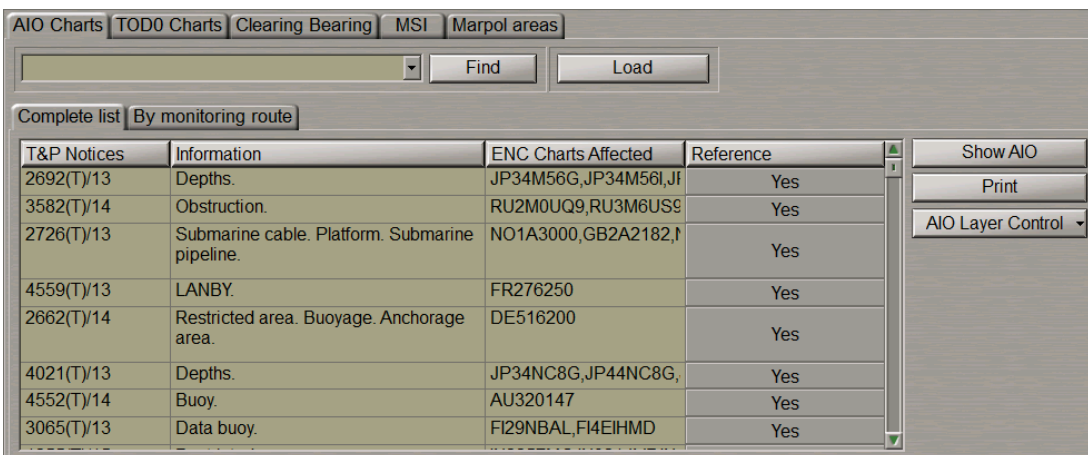 AIO Charts TOD0 Charts Clearing Bearing MSI Marpol areas
Find Load
Complete list By monitoring route
T&P Notices Information ENC Charts Affected Reference Show AIO
2692(T)/13 Depths. JP34M56G,JP34M56I, Yes Print
3582(T)/14 Obstruction. RU2M0UQ9,RU3M6US9 Yes
AIO Layer Control
2726(T)/13 Submarine cable. Platform. Submarine NO1A3000,GB2A2182, Yes
pipeline.
4559(T)/13 LANBY. FR276250 Yes
2662(T)/14 Restricted area. Buoyage. Anchorage DE516200 Yes
area.
4021(T)/13 Depths. JP34NC8G,JP44NC8G, Yes
4552(T)/14 Buoy. AU320147 Yes
3065(T)/13 Data buoy. FI29NBAL,FI4EIHMD Yes